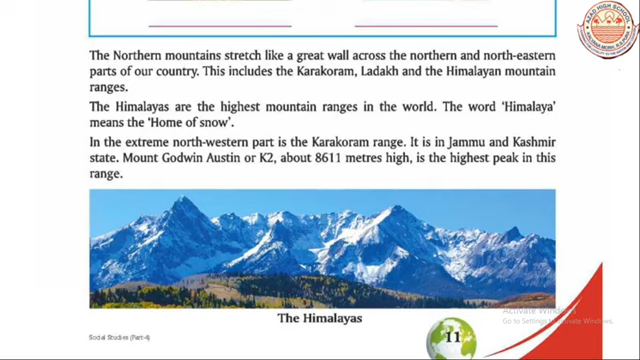 AZAD HIGH SCHOOL
The Northern mountains stretch like a great wall across the northern and north-eastern
parts of our country. This includes the Karakoram, Ladakh and the Himalayan mountain
ranges.
The Himalayas are the highest mountain ranges in the world. The word ‘Himalaya’
means the ‘Home of snow’.
In the extreme north-western part is the Karakoram range. It is in Jammu and Kashmir
state. Mount Godwin Austin or K2, about 8611 metres high, is the highest peak in this
range.
The Himalayas
Activate Windows
Go to Settings to activate Windows.
Social Studies (Part-4)
11